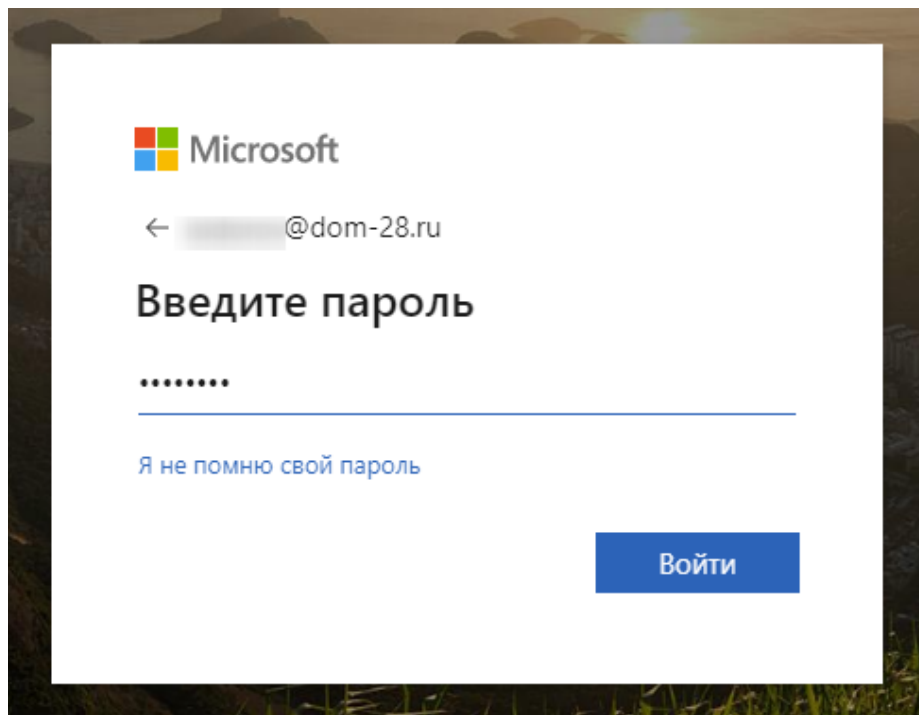 Microsoft
← @dom-28.ru
Введите пароль
••••••••
Я не помню свой пароль
Войти